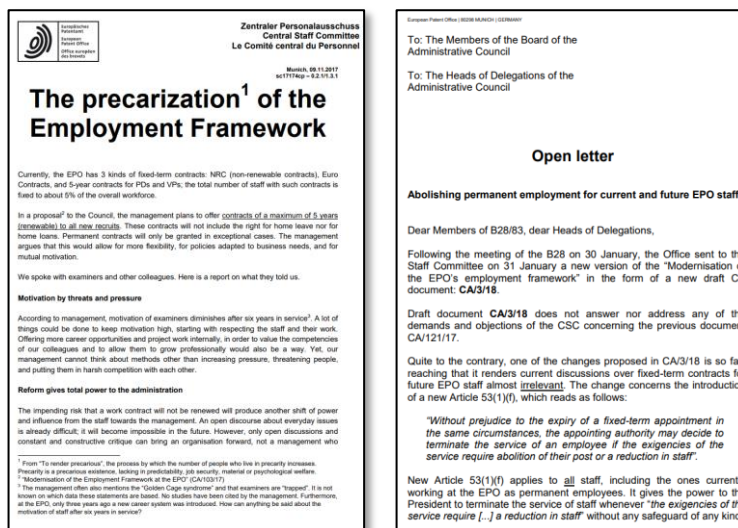 Europäisches
Patentamt
European
Patent Office
Office européen
des brevets
Zentraler Personalausschuss
Central Staff Committee
Le Comité central du Personnel
Munich, 09.11.2017
sc17174cp – 0.2.1/1.3.1
The precarization¹ of the
Employment Framework
Currently, the EPO has 3 kinds of fixed-term contracts: NRC (non-renewable contracts), Euro
Contracts, and 5-year contracts for PDs and VPs; the total number of staff with such contracts is
fixed to about 5% of the overall workforce.
In a proposal² to the Council, the management plans to offer contracts of a maximum of 5 years
(renewable) to all new recruits. These contracts will not include the right for home leave nor for
home loans. Permanent contracts will only be granted in exceptional cases. The management
argues that this would allow for more flexibility, for policies adapted to business needs, and for
mutual motivation.
We spoke with examiners and other colleagues. Here is a report on what they told us.
Motivation by threats and pressure
According to management, motivation of examiners diminishes after six years in service³. A lot of
things could be done to keep motivation high, starting with respecting the staff and their work.
Offering more career opportunities and project work internally, in order to value the competencies
of our colleagues and to allow them to grow professionally would also be a way. Yet, our
management cannot think about methods other than increasing pressure, threatening people,
and putting them in harsh competition with each other.
Reform gives total power to the administration
The impending risk that a work contract will not be renewed will produce another shift of power
and influence from the staff towards the management. An open discourse about everyday issues
is already difficult; it will become impossible in the future. However, only open discussions and
constant and constructive critique can bring an organisation forward, not a management who
¹ From "To render precarious", the process by which the number of people who live in precarity increases.
Precarity is a precarious existence, lacking in predictability, job security, material or psychological welfare.
² "Modernisation of the Employment Framework at the EPO" (CA/103/17)
³ The management often also mentions the "Golden Cage syndrome" and that examiners are "trapped". It is not
known on which data these statements are based. No studies have been cited by the management. Furthermore,
at the EPO, only three years ago a new career system was introduced. How can anything be said about the
motivation of staff after six years in service?
European Patent Office | 80298 MUNICH | GERMANY
To: The Members of the Board of the
Administrative Council
To: The Heads of Delegations of the
Administrative Council
Open letter
Abolishing permanent employment for current and future EPO staff
Dear Members of B28/83, dear Heads of Delegations,
Following the meeting of the B28 on 30 January, the Office sent to th
Staff Committee on 31 January a new version of the "Modernisation o
the EPO's employment framework" in the form of a new draft C
document: CA/3/18.
Draft document CA/3/18 does not answer nor address any of th
demands and objections of the CSC concerning the previous documen
CA/121/17.
Quite to the contrary, one of the changes proposed in CA/3/18 is so fa
reaching that it renders current discussions over fixed-term contracts fo
future EPO staff almost irrelevant. The change concerns the introductio
of a new Article 53(1)(f), which reads as follows:
"Without prejudice to the expiry of a fixed-term appointment in
the same circumstances, the appointing authority may decide to
terminate the service of an employee if the exigencies of the
service require abolition of their post or a reduction in staff".
New Article 53(1)(f) applies to all staff, including the ones current
working at the EPO as permanent employees. It gives the power to th
President to terminate the service of staff whenever "the exigencies of th
service require [...] a reduction in staff" without any safeguard of any kind